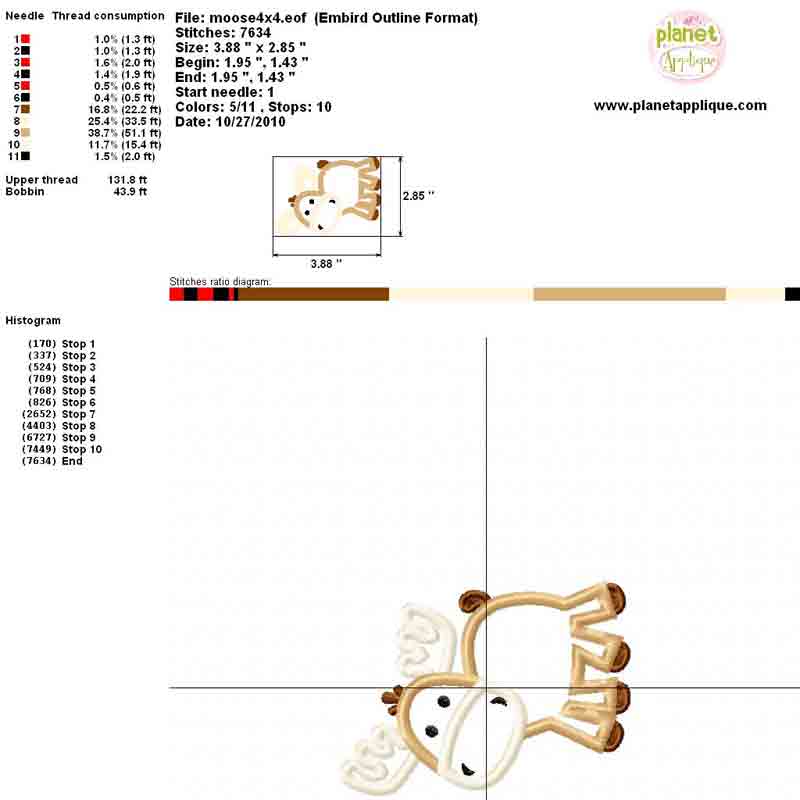 Needle Thread consumption
1 1.0% (1.3 ft)
2 1.0% (1.3 ft)
3 1.6% (2.0 ft)
4 1.4% (1.9 ft)
5 0.5% (0.6 ft)
6 0.4% (0.5 ft)
7 16.8% (22.2 ft)
8 25.4% (33.5 ft)
9 38.7% (51.1 ft)
10 11.7% (15.4 ft)
11 1.5% (2.0 ft)
Upper thread 131.8 ft
Bobbin 43.9 ft
File: moose4x4.eof (Embird Outline Format)
Stitches: 7634
Size: 3.88 " x 2.85 "
Begin: 1.95 ", 1.43 "
End: 1.95 ", 1.43 "
Start needle: 1
Colors: 5/11 , Stops: 10
Date: 10/27/2010
planet
Applique
www.planetapplique.com
2.85 "
3.88 "
Stitches ratio diagram:
Histogram
(170) Stop 1
(337) Stop 2
(524) Stop 3
(709) Stop 4
(768) Stop 5
(826) Stop 6
(2652) Stop 7
(4403) Stop 8
(6727) Stop 9
(7449) Stop 10
(7634) End